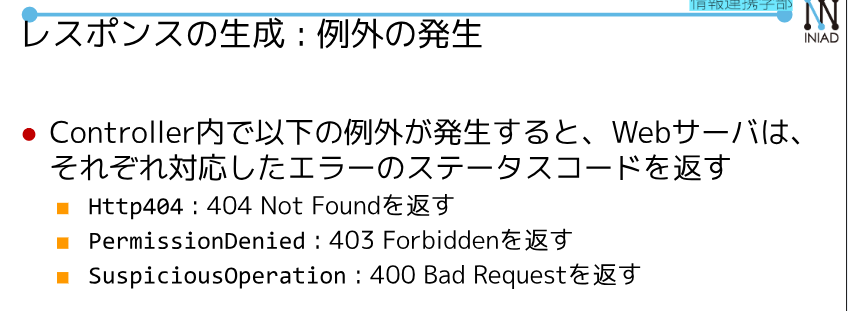 情報連携学部
INIAD
レスポンスの生成：例外の発生
Controller内で以下の例外が発生すると、Webサーバは、
それぞれ対応したエラーのステータスコードを返す
Http404：404 Not Foundを返す
PermissionDenied：403 Forbiddenを返す
SuspiciousOperation：400 Bad Requestを返す